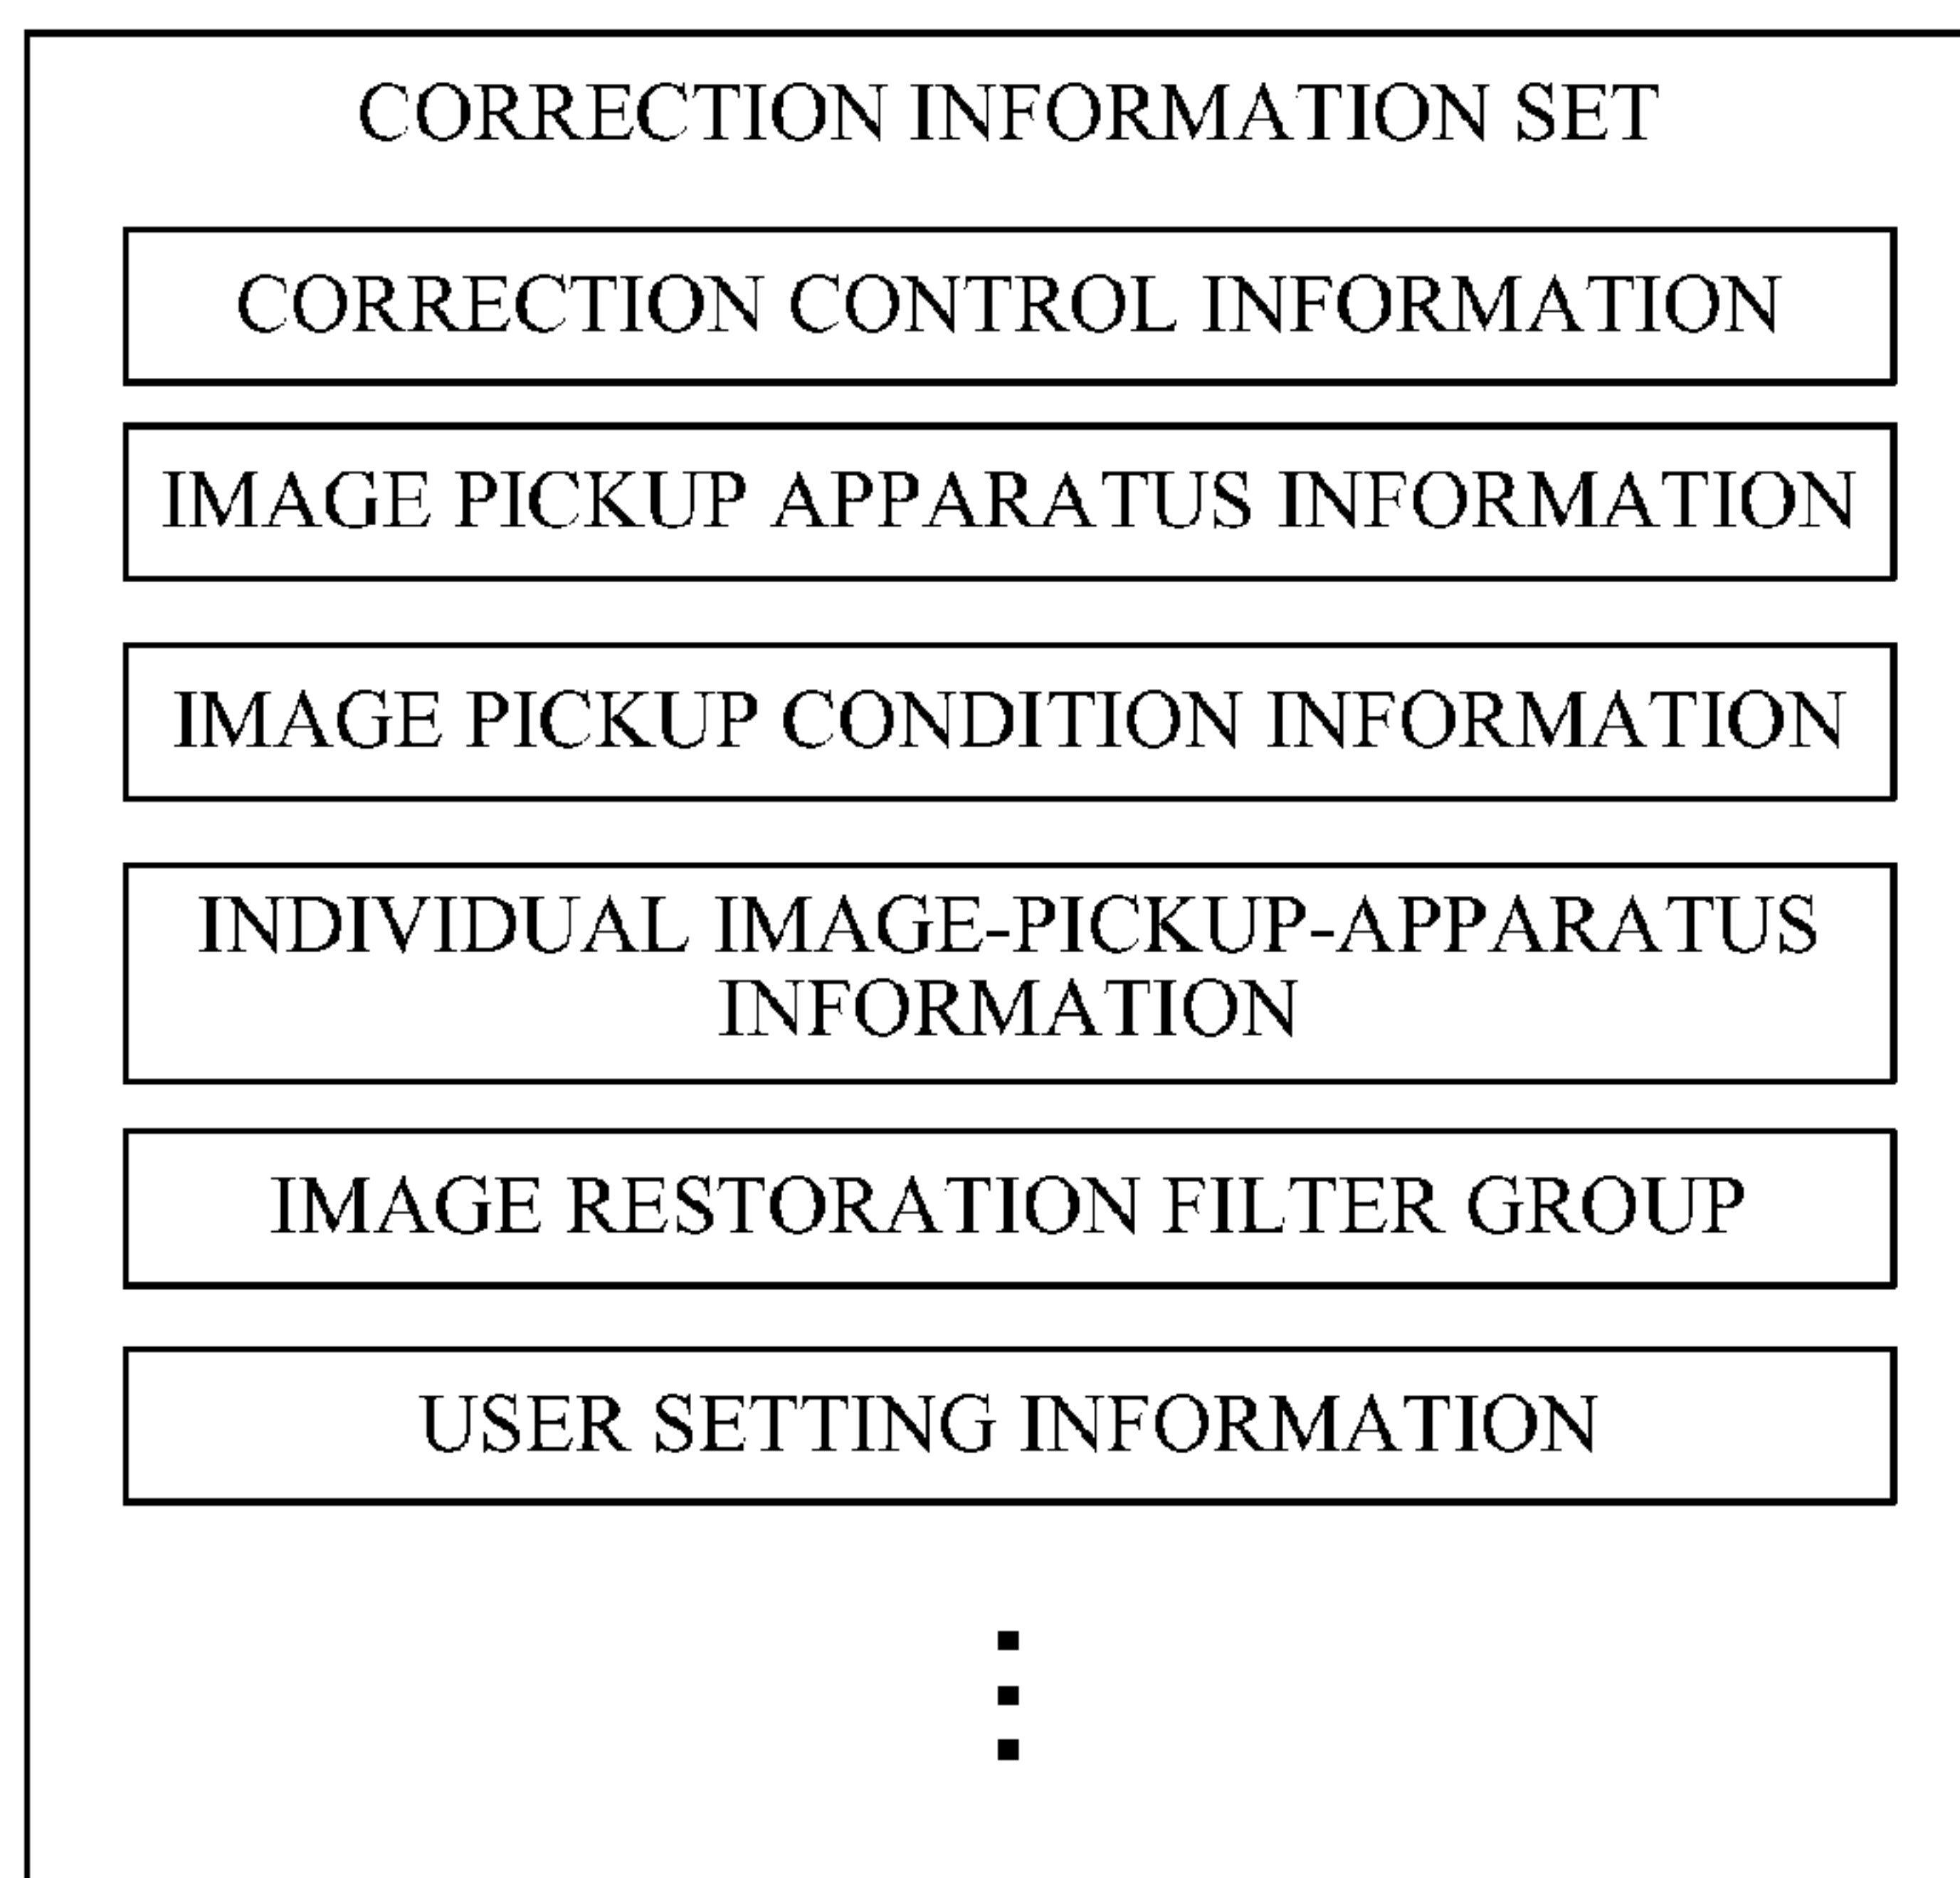 CORRECTION INFORMATION SET
CORRECTION CONTROL INFORMATION
IMAGE PICKUP APPARATUS INFORMATION
IMAGE PICKUP CONDITION INFORMATION
INDIVIDUAL IMAGE-PICKUP-APPARATUS
INFORMATION
IMAGE RESTORATION FILTER GROUP
USER SETTING INFORMATION